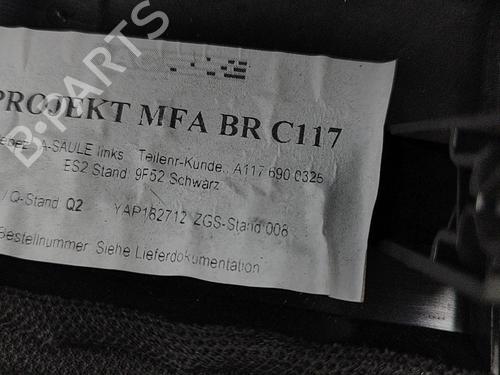 PROJEKT MFA BR C117
A-SÄULE links Teilenr-Kunde. A117 690 0325
ES2 Stand 9F52 Schwarz
/ Q-Stand Q2 YAP162712 ZGS-Stand 008
Bestellnummer Siehe Lieferdokumentation
B-PARTS